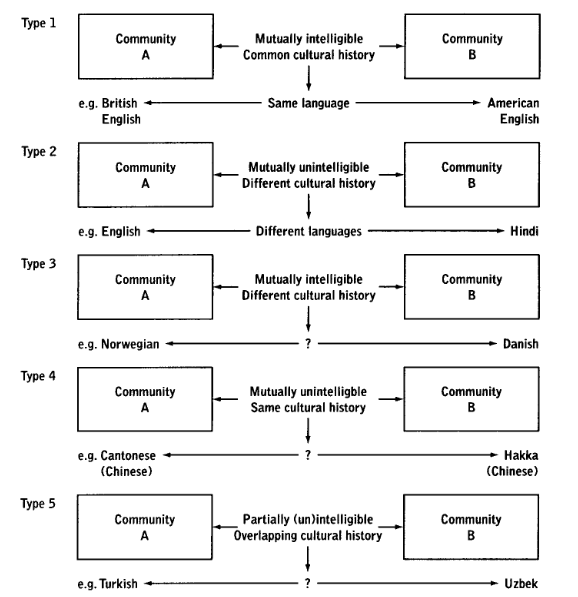 Type 1
Community
A
Mutually intelligible
Common cultural history
Community
B
e.g. British
English
Same language
American
English
Type 2
Community
A
Mutually unintelligible
Different cultural history
Community
B
e.g. English
Different languages
Hindi
Type 3
Community
A
Mutually intelligible
Different cultural history
Community
B
e.g. Norwegian
?
Danish
Type 4
Community
A
Mutually unintelligble
Same cultural history
Community
B
e.g. Cantonese
(Chinese)
?
Hakka
(Chinese)
Type 5
Community
A
Partially (un)intelligible
Overlapping cultural history
Community
B
e.g. Turkish
?
Uzbek